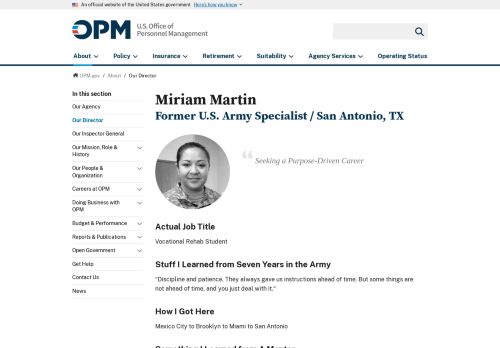 An official website of the United States government Here's how you know
OPM U.S. Office of
Personnel Management
About Policy Insurance Retirement Suitability Agency Services Operating Status
OPM.gov / About / Our Director
In this section
Our Agency
Our Director
Our Inspector General
Our Mission, Role &
History
Our People &
Organization
Careers at OPM
Doing Business with
OPM
Budget & Performance
Reports & Publications
Open Government
Get Help
Contact Us
News
Miriam Martin
Former U.S. Army Specialist / San Antonio, TX
“ Seeking a Purpose-Driven Career
Actual Job Title
Vocational Rehab Student
Stuff I Learned from Seven Years in the Army
"Discipline and patience. They always gave us instructions ahead of time. But some things are
not ahead of time, and you just deal with it."
How I Got Here
Mexico City to Brooklyn to Miami to San Antonio
Something I Learned from A Mentor